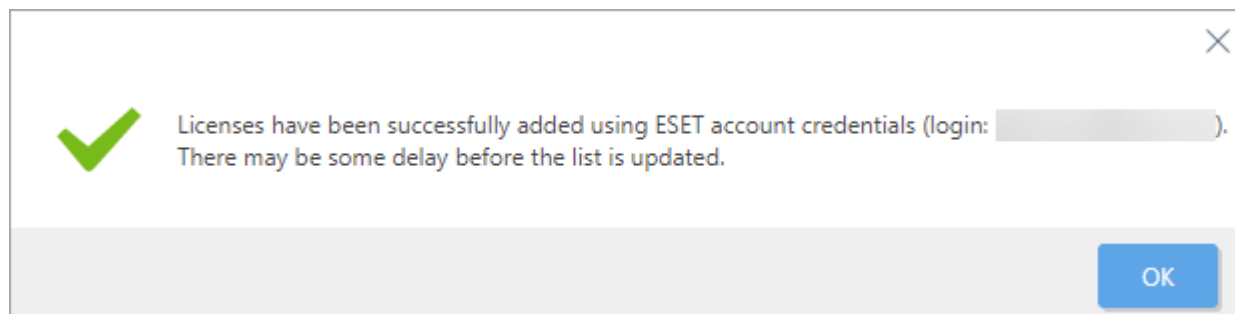 Licenses have been successfully added using ESET account credentials (login: ).
There may be some delay before the list is updated.
OK